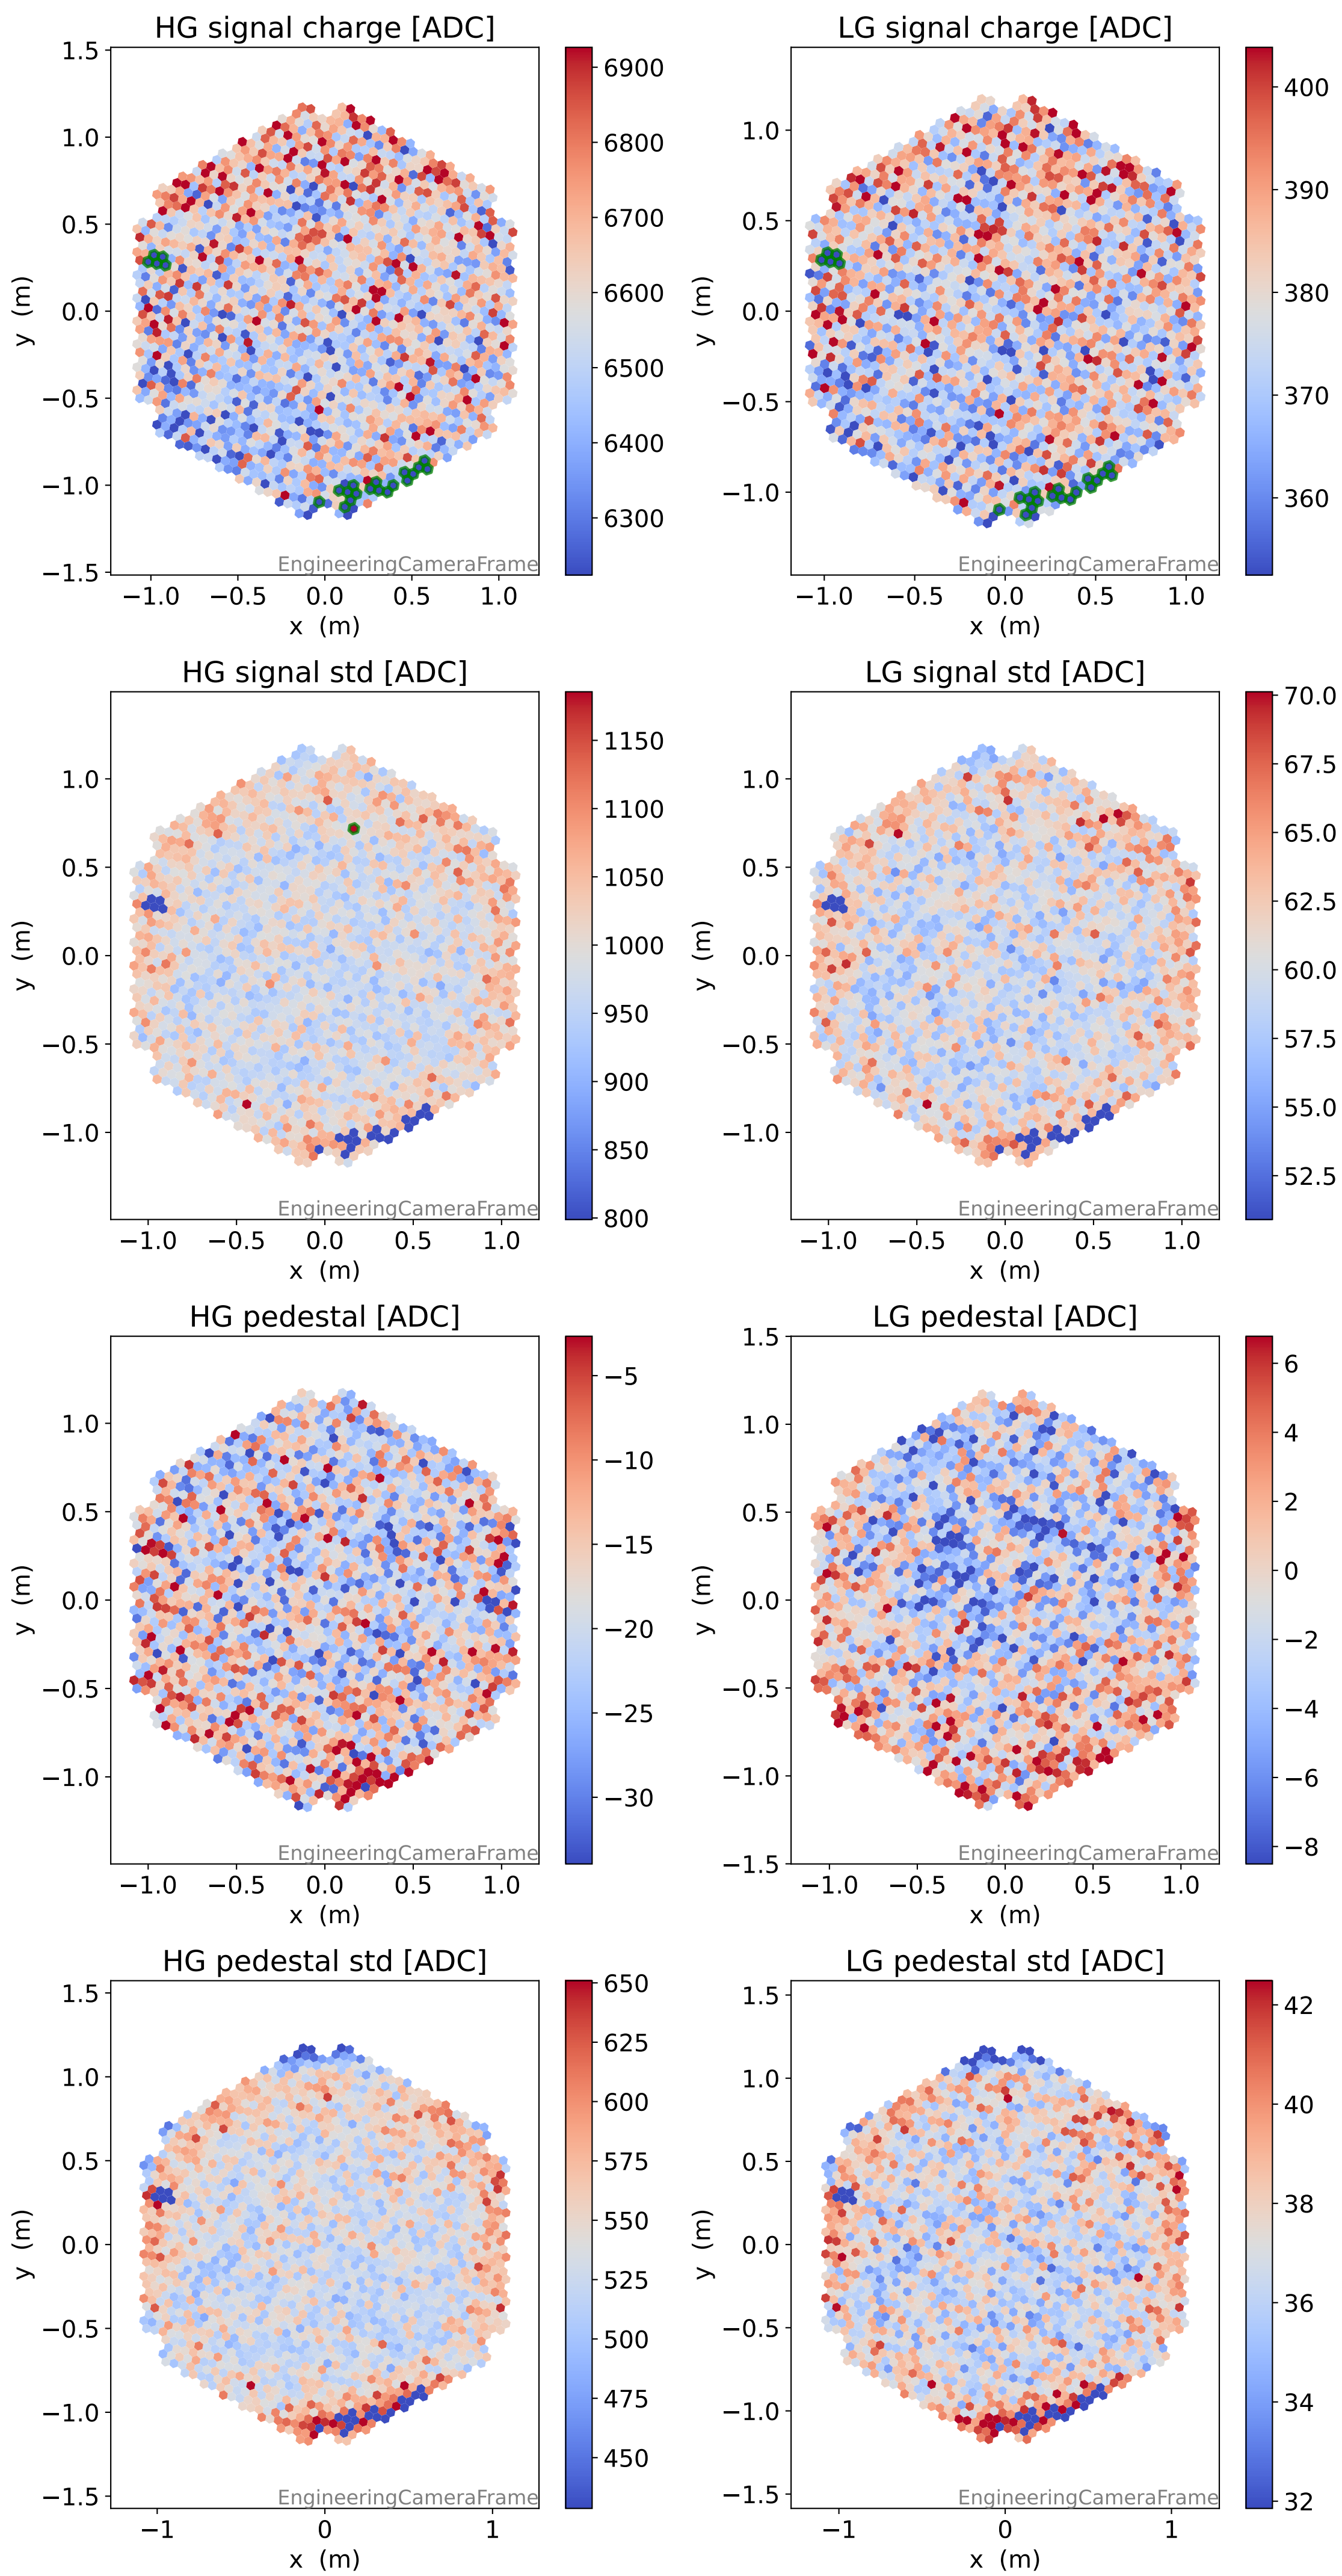 HG signal charge [ADC]
1.5
1.0
0.5
0.0
−0.5
−1.0
−1.5
y (m)
−1.0 −0.5 0.0 0.5 1.0
x (m)
EngineeringCameraFrame
6900
6800
6700
6600
6500
6400
6300
LG signal charge [ADC]
1.0
0.5
0.0
−0.5
−1.0
y (m)
−1.0 −0.5 0.0 0.5 1.0
x (m)
EngineeringCameraFrame
400
390
380
370
360
HG signal std [ADC]
1.0
0.5
0.0
−0.5
−1.0
y (m)
−1.0 −0.5 0.0 0.5 1.0
x (m)
EngineeringCameraFrame
1150
1100
1050
1000
950
900
850
800
LG signal std [ADC]
1.0
0.5
0.0
−0.5
−1.0
y (m)
−1.0 −0.5 0.0 0.5 1.0
x (m)
EngineeringCameraFrame
70.0
67.5
65.0
62.5
60.0
57.5
55.0
52.5
HG pedestal [ADC]
1.0
0.5
0.0
−0.5
−1.0
y (m)
−1.0 −0.5 0.0 0.5 1.0
x (m)
EngineeringCameraFrame
−5
−10
−15
−20
−25
−30
LG pedestal [ADC]
1.5
1.0
0.5
0.0
−0.5
−1.0
−1.5
y (m)
−1.0 −0.5 0.0 0.5 1.0
x (m)
EngineeringCameraFrame
6
4
2
0
−2
−4
−6
−8
HG pedestal std [ADC]
1.5
1.0
0.5
0.0
−0.5
−1.0
−1.5
y (m)
−1 0 1
x (m)
EngineeringCameraFrame
650
625
600
575
550
525
500
475
450
LG pedestal std [ADC]
1.5
1.0
0.5
0.0
−0.5
−1.0
−1.5
y (m)
−1 0 1
x (m)
EngineeringCameraFrame
42
40
38
36
34
32